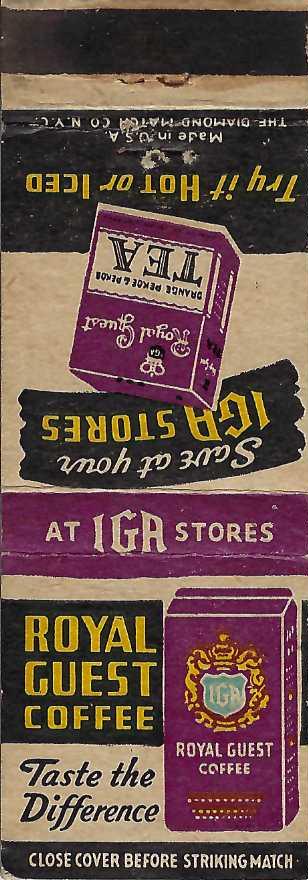 THE DIAMOND MATCH CO. N.Y.C.
Made in U.S.A.
Try it HOT or ICED
TEA
ORANGE PEKOE & PEKOE
Royal Guest
IGA
Save at your
IGA STORES
AT IGA STORES
ROYAL
GUEST
COFFEE
Taste the
Difference
IGA
ROYAL GUEST
COFFEE
CLOSE COVER BEFORE STRIKING MATCH